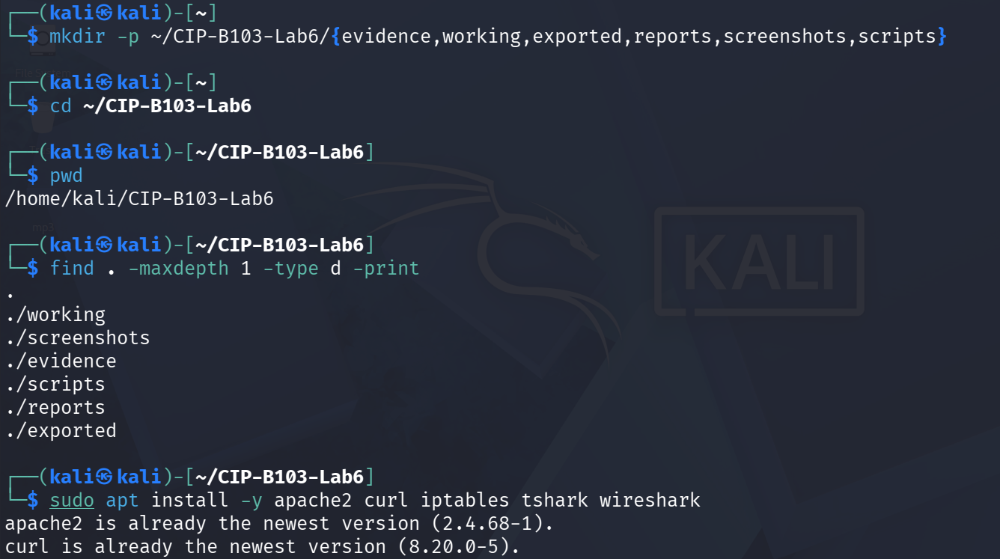 ┌──(kali㉿kali)-[~]
└─$ mkdir -p ~/CIP-B103-Lab6/{evidence,working,exported,reports,screenshots,scripts}
┌──(kali㉿kali)-[~]
└─$ cd ~/CIP-B103-Lab6
┌──(kali㉿kali)-[~/CIP-B103-Lab6]
└─$ pwd
/home/kali/CIP-B103-Lab6
mp3
┌──(kali㉿kali)-[~/CIP-B103-Lab6]
└─$ find . -maxdepth 1 -type d -print
KALI
.
./working
./screenshots
./evidence
./scripts
./reports
./exported
┌──(kali㉿kali)-[~/CIP-B103-Lab6]
└─$ sudo apt install -y apache2 curl iptables tshark wireshark
apache2 is already the newest version (2.4.68-1).
curl is already the newest version (8.20.0-5).